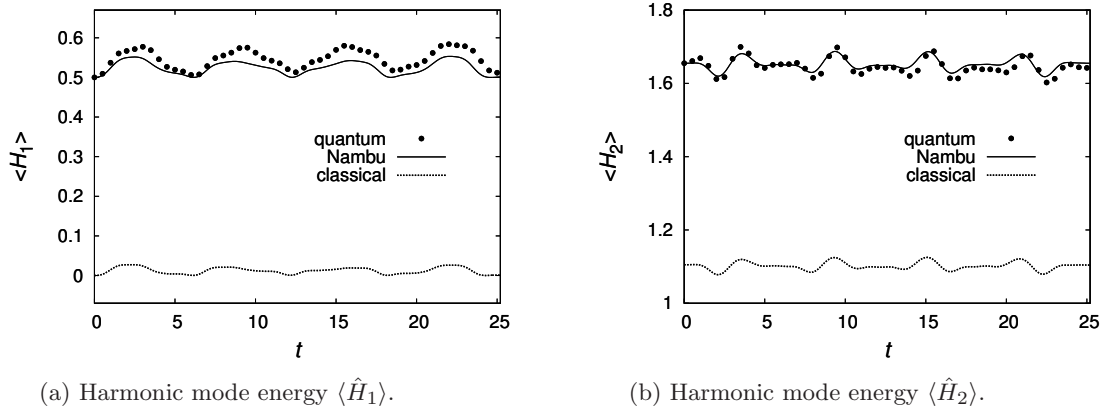 0.6
0.5
0.4
0.3
0.2
0.1
0
<H1>
quantum
Nambu
classical
0 5 10 15 20 25
t
(a) Harmonic mode energy ⟨Ĥ1⟩.
1.8
1.6
1.4
1.2
1
<H2>
quantum
Nambu
classical
0 5 10 15 20 25
t
(b) Harmonic mode energy ⟨Ĥ2⟩.